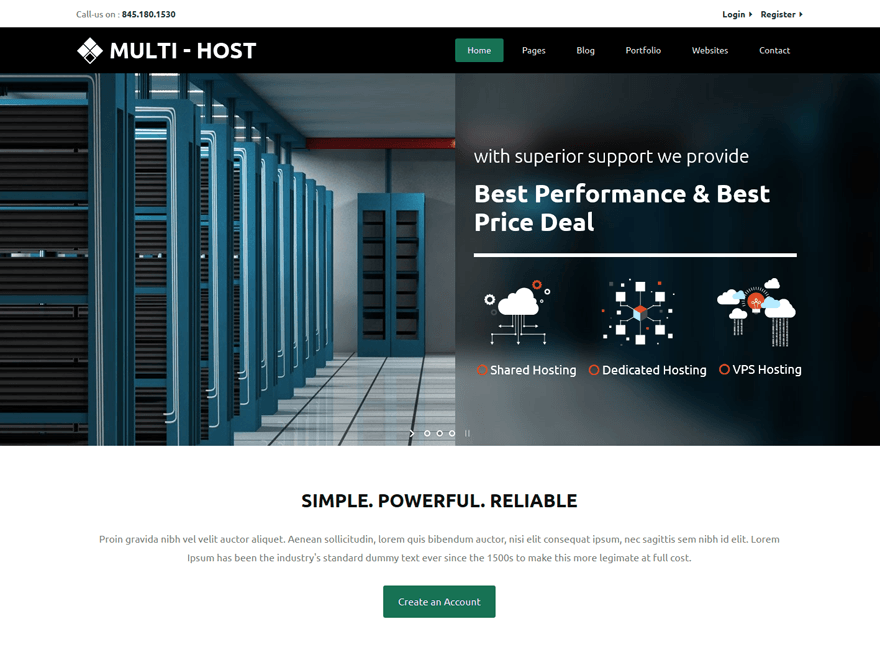 Call-us on : 845.180.1530
Login Register
MULTI - HOST
Home Pages Blog Portfolio Websites Contact
with superior support we provide
Best Performance & Best
Price Deal
Shared Hosting Dedicated Hosting VPS Hosting
SIMPLE. POWERFUL. RELIABLE
Proin gravida nibh vel velit auctor aliquet. Aenean sollicitudin, lorem quis bibendum auctor, nisi elit consequat ipsum, nec sagittis sem nibh id elit. Lorem
Ipsum has been the industry's standard dummy text ever since the 1500s to make this more legimate at full cost.
Create an Account